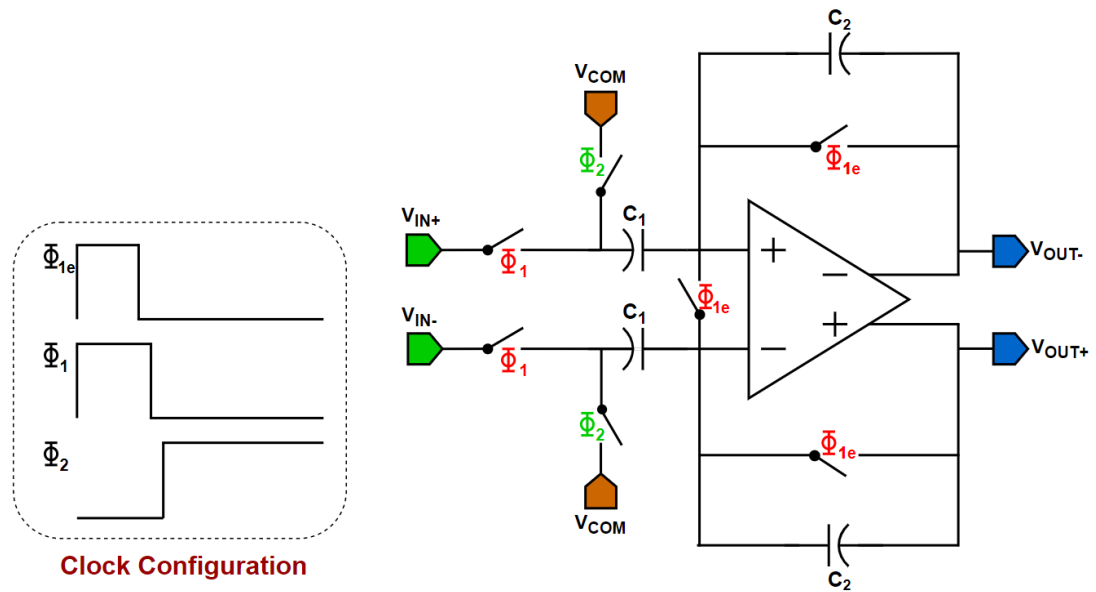 C2
VCOM
Φ1e
Φ2
VIN+
C1
Φ1
+
−
VOUT-
Φ1e
Φ1e
VIN-
C1
Φ1
−
+
VOUT+
Φ1
Φ2
Φ2
Φ1e
VCOM
C2
Clock Configuration